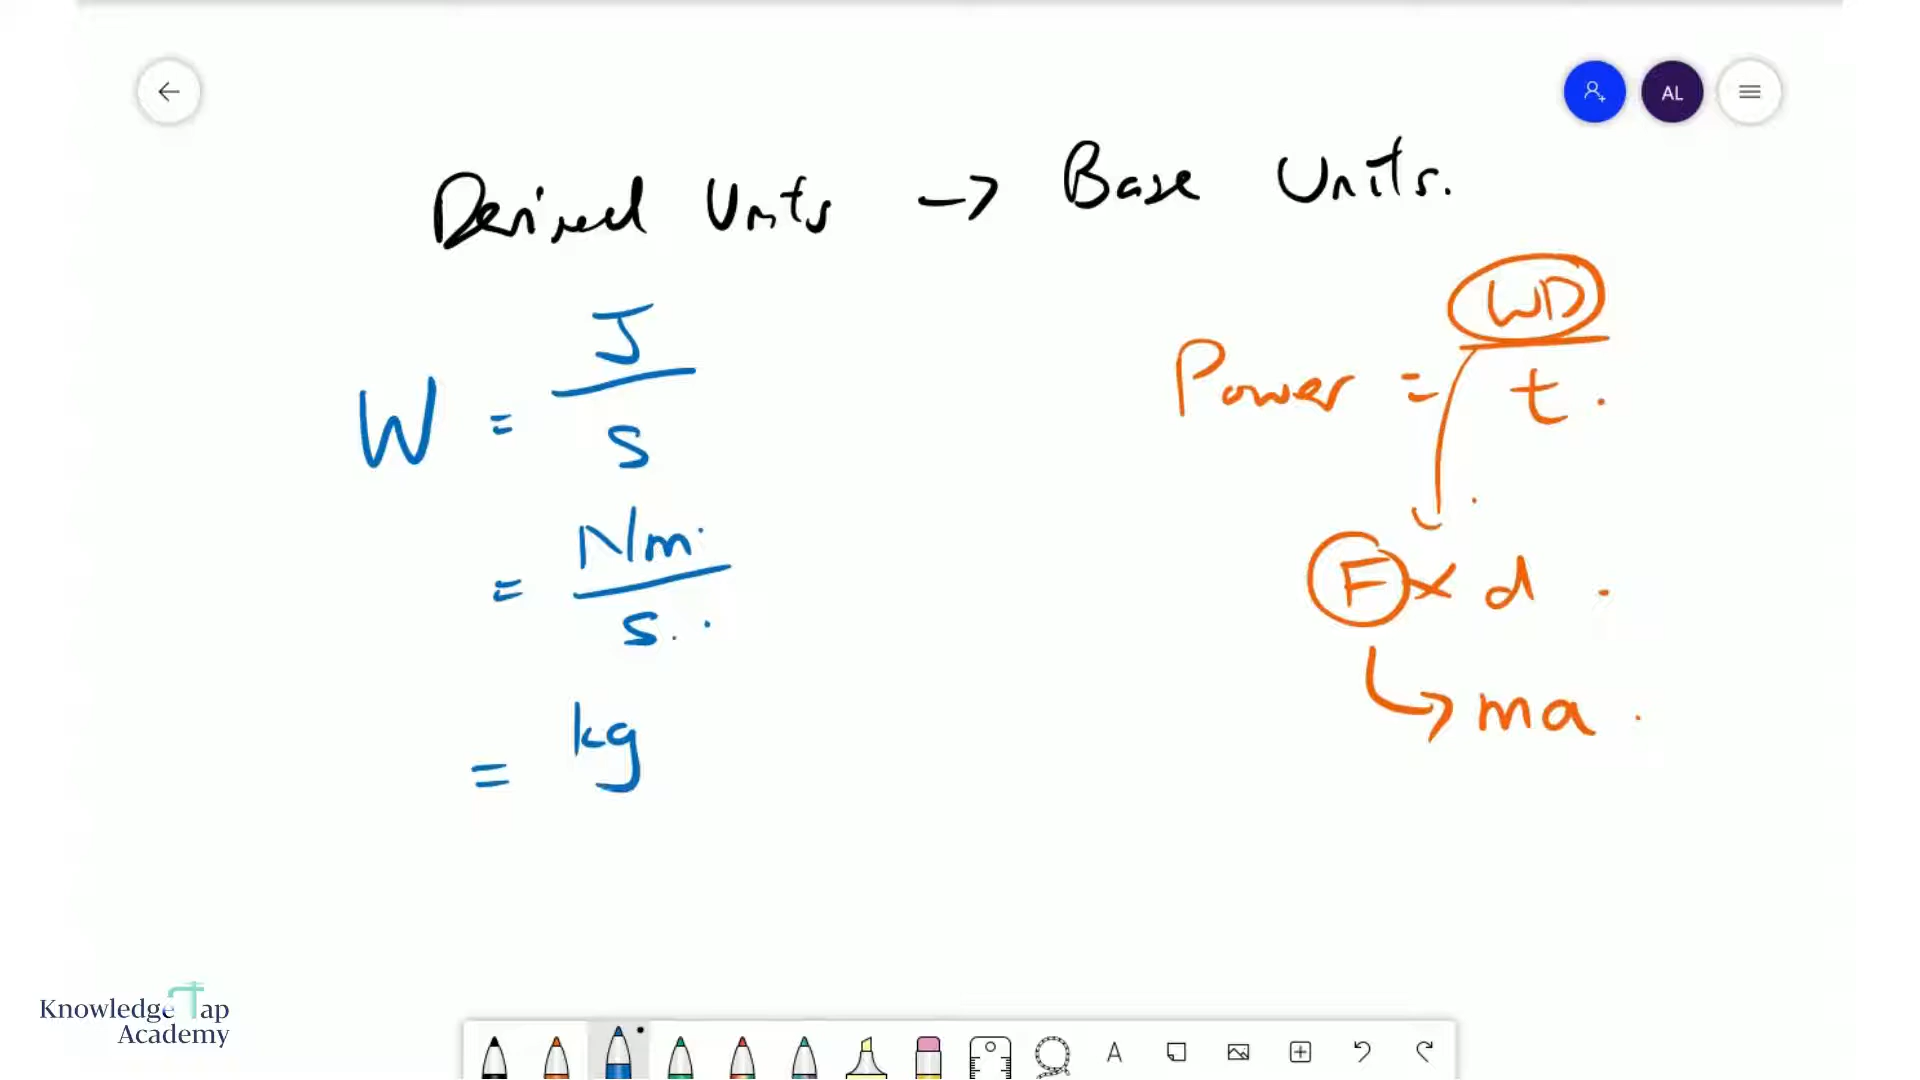 AL
Derived Units → Base Units.
W = J / s
= Nm / s
= kg
Power = WD / t
F × d
ma
Knowledge Tap
Academy
A